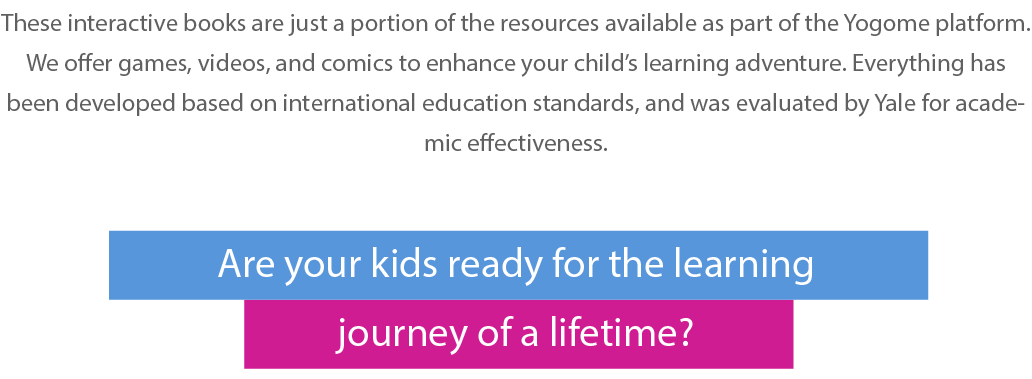 These interactive books are just a portion of the resources available as part of the Yogome platform.
We offer games, videos, and comics to enhance your child’s learning adventure. Everything has
been developed based on international education standards, and was evaluated by Yale for acade-
mic effectiveness.
Are your kids ready for the learning
journey of a lifetime?